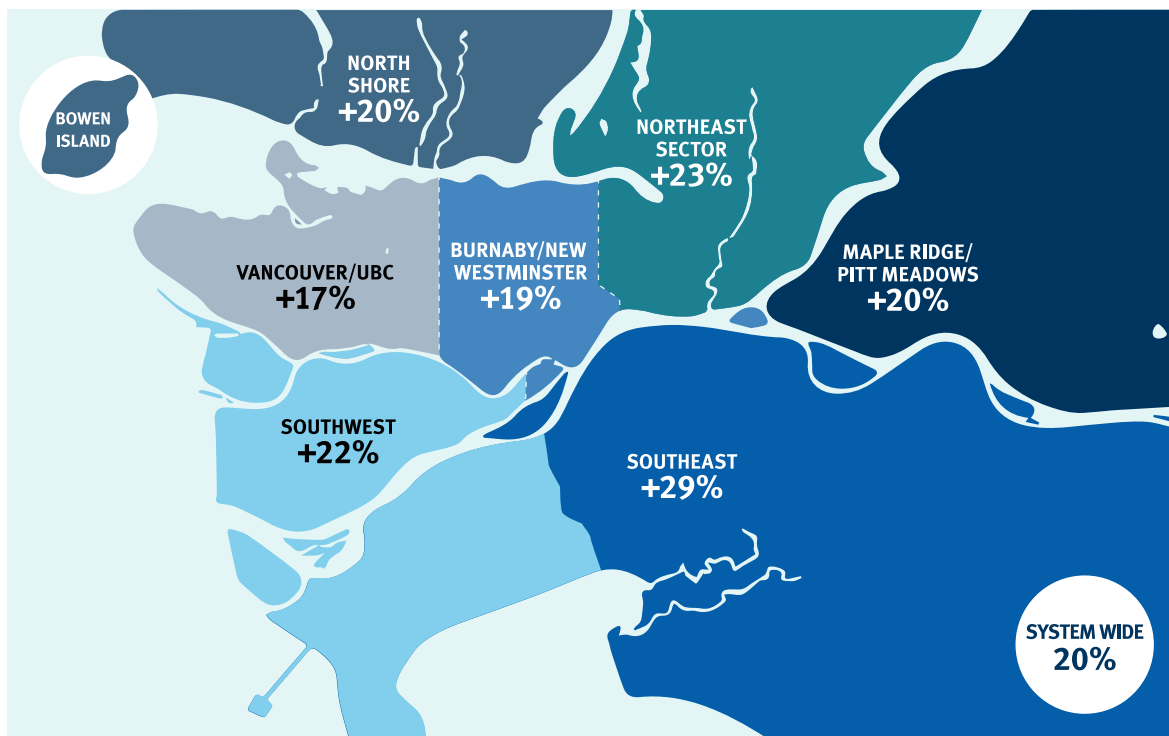 NORTH
SHORE
+20%
BOWEN
ISLAND
NORTHEAST
SECTOR
+23%
VANCOUVER/UBC
+17%
BURNABY/NEW
WESTMINSTER
+19%
MAPLE RIDGE/
PITT MEADOWS
+20%
SOUTHWEST
+22%
SOUTHEAST
+29%
SYSTEM WIDE
20%